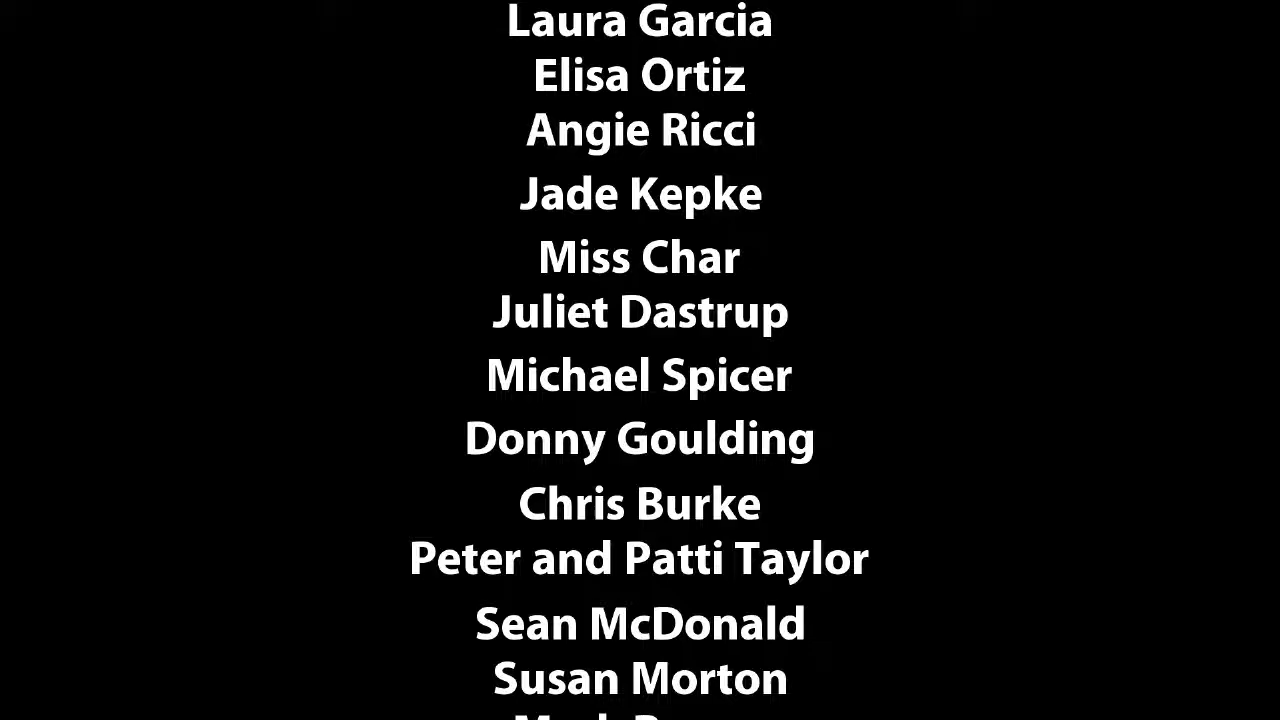 Laura Garcia
Elisa Ortiz
Angie Ricci
Jade Kepke
Miss Char
Juliet Dastrup
Michael Spicer
Donny Goulding
Chris Burke
Peter and Patti Taylor
Sean McDonald
Susan Morton